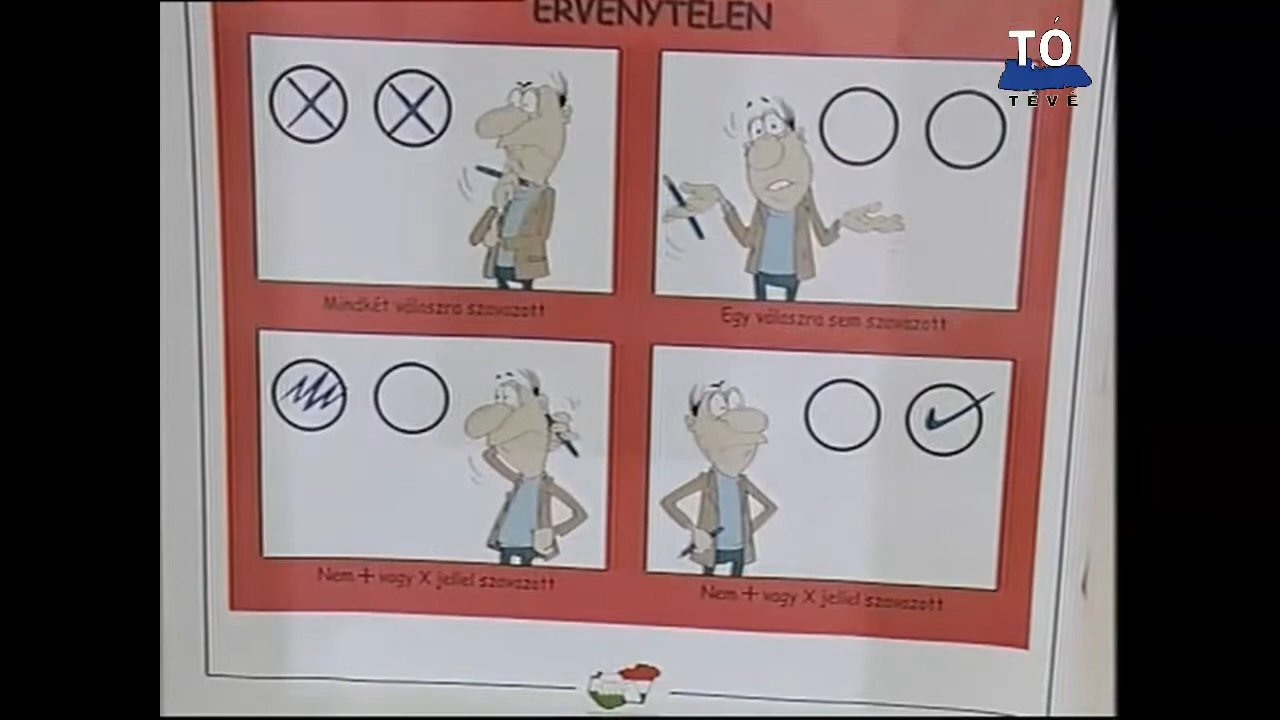 ÉRVÉNYTELEN
TÓ
TÉVÉ
Mindkét válaszra szavazott
Egy válaszra sem szavazott
Nem + vagy X jellel szavazott
Nem + vagy X jellel szavazott